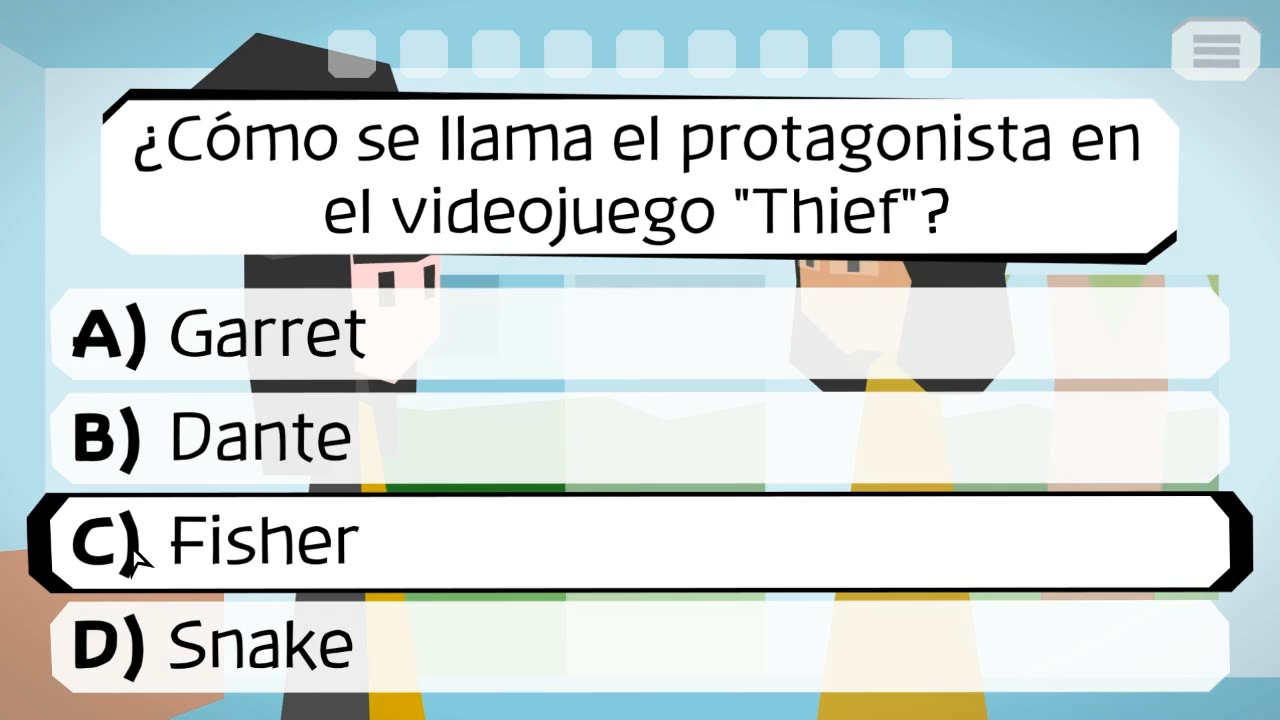 ¿Cómo se llama el protagonista en
el videojuego "Thief"?
A) Garret
B) Dante
C) Fisher
D) Snake